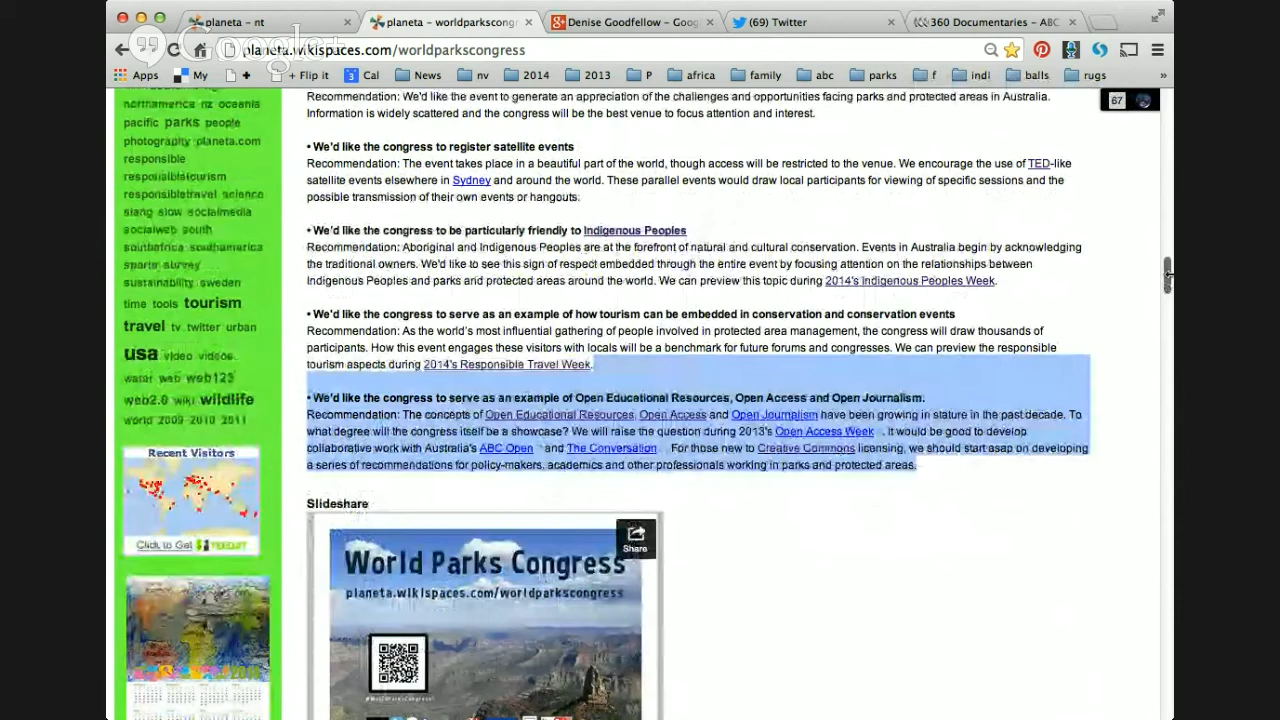 planeta - nt
planeta - worldparkscongr
Denise Goodfellow - Goo
(69) Twitter
360 Documentaries - ABC
Google+
planeta.wikispaces.com/worldparkscongress
Apps My + + Flip it 3 Cal News nv 2014 2013 P africa family abc parks f indi balls rugs »
67
northamerica nz oceania
pacific parks people
photography planeta.com
responsible
responsibletourism
responsibletravel science
slang slow socialmedia
socialweb south
southafrica southamerica
sports survey
sustainability sweden
time tools tourism
travel tv twitter urban
usa video videos
water web web123
web2.0 wiki wildlife
world 2009 2010 2011
Recent Visitors
Click to Get
Recommendation: We'd like the event to generate an appreciation of the challenges and opportunities facing parks and protected areas in Australia.
Information is widely scattered and the congress will be the best venue to focus attention and interest.
• We'd like the congress to register satellite events
Recommendation: The event takes place in a beautiful part of the world, though access will be restricted to the venue. We encourage the use of TED-like
satellite events elsewhere in Sydney and around the world. These parallel events would draw local participants for viewing of specific sessions and the
possible transmission of their own events or hangouts.
• We'd like the congress to be particularly friendly to Indigenous Peoples
Recommendation: Aboriginal and Indigenous Peoples are at the forefront of natural and cultural conservation. Events in Australia begin by acknowledging
the traditional owners. We'd like to see this sign of respect embedded through the entire event by focusing attention on the relationships between
Indigenous Peoples and parks and protected areas around the world. We can preview this topic during 2014's Indigenous Peoples Week.
• We'd like the congress to serve as an example of how tourism can be embedded in conservation and conservation events
Recommendation: As the world's most influential gathering of people involved in protected area management, the congress will draw thousands of
participants. How this event engages these visitors with locals will be a benchmark for future forums and congresses. We can preview the responsible
tourism aspects during 2014's Responsible Travel Week.
• We'd like the congress to serve as an example of Open Educational Resources, Open Access and Open Journalism.
Recommendation: The concepts of Open Educational Resources, Open Access and Open Journalism have been growing in stature in the past decade. To
what degree will the congress itself be a showcase? We will raise the question during 2013's Open Access Week . It would be good to develop
collaborative work with Australia's ABC Open and The Conversation . For those new to Creative Commons licensing, we should start asap on developing
a series of recommendations for policy-makers, academics and other professionals working in parks and protected areas.
Slideshare
Share
World Parks Congress
planeta.wikispaces.com/worldparkscongress
#WorldParksCongress